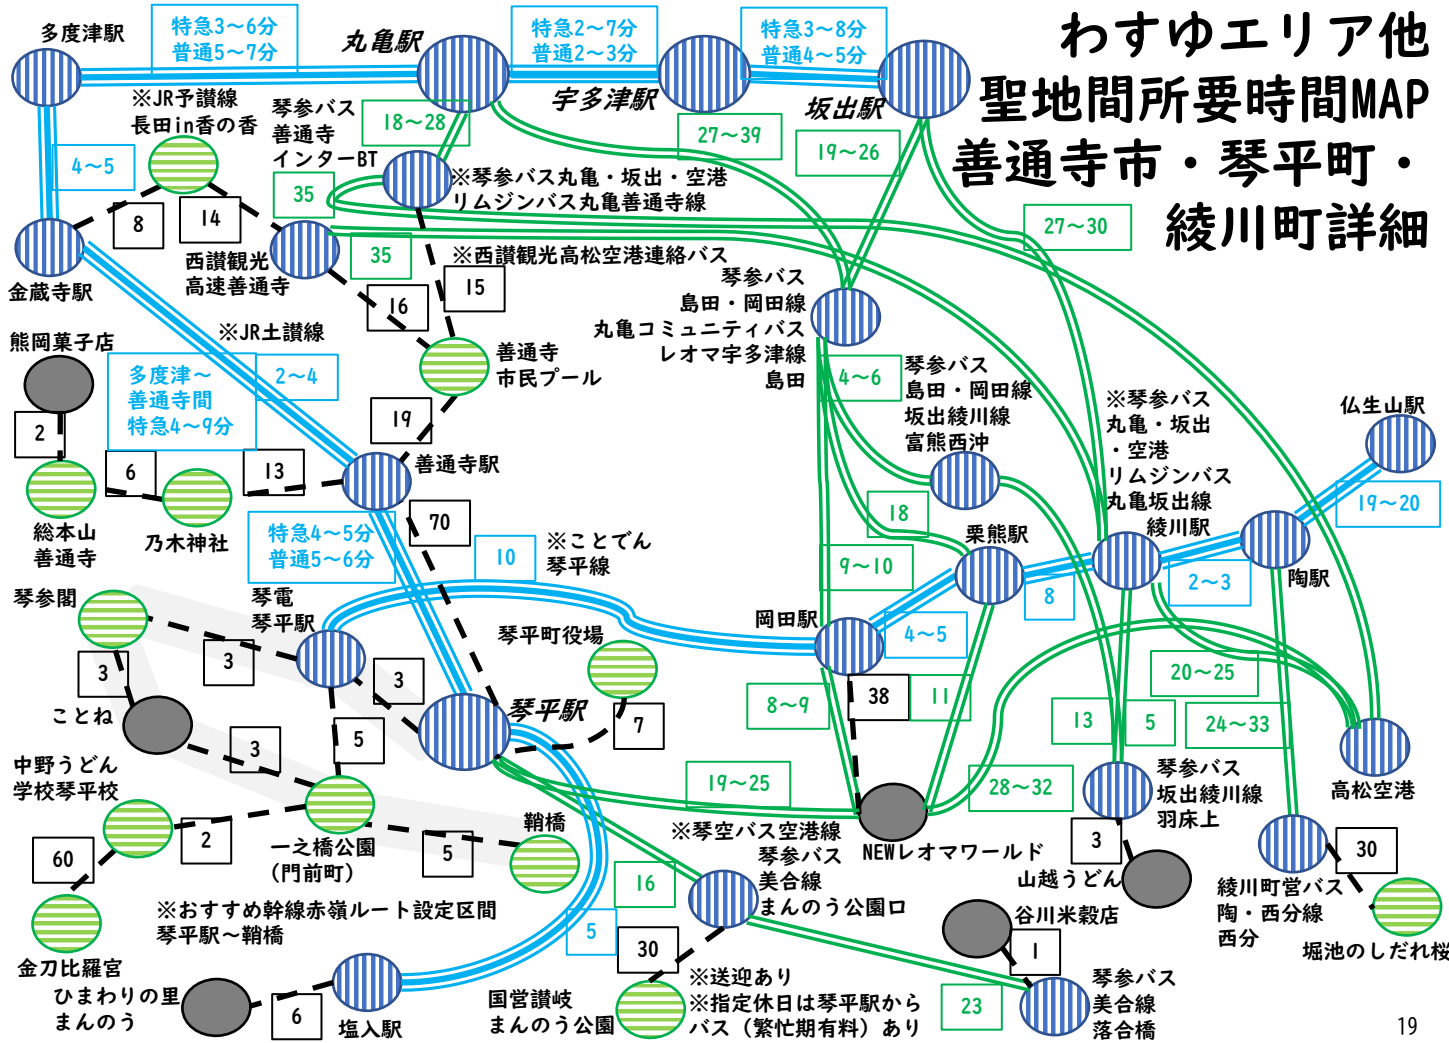 わすゆエリア他
聖地間所要時間MAP
善通寺市・琴平町・
綾川町詳細
多度津駅
特急3～6分
普通5～7分
丸亀駅
特急2～7分
普通2～3分
宇多津駅
特急3～8分
普通4～5分
坂出駅
※JR予讃線
長田in香の香
琴参バス
善通寺
インターBT
18～28
27～39
19～26
4～5
8
14
35
※琴参バス丸亀・坂出・空港
リムジンバス丸亀善通寺線
27～30
金蔵寺駅
西讃観光
高速善通寺
35
※西讃観光高松空港連絡バス
15
16
琴参バス
島田・岡田線
丸亀コミュニティバス
レオマ宇多津線
島田
※JR土讃線
熊岡菓子店
多度津～
善通寺間
特急4～9分
2～4
善通寺
市民プール
4～6
琴参バス
島田・岡田線
坂出綾川線
富熊西沖
※琴参バス
丸亀・坂出
・空港
リムジンバス
丸亀坂出線
綾川駅
仏生山駅
2
19
6
13
善通寺駅
19～20
総本山
善通寺
乃木神社
特急4～5分
普通5～6分
70
10
※ことでん
琴平線
18
栗熊駅
9～10
陶駅
琴参閣
琴電
琴平駅
琴平町役場
岡田駅
4～5
8
2～3
3
3
3
20～25
ことね
琴平駅
7
8～9
38
11
13
5
24～33
3
5
中野うどん
学校琴平校
19～25
28～32
琴参バス
坂出綾川線
羽床上
高松空港
60
2
一之橋公園
(門前町)
5
鞘橋
※琴空バス空港線
琴参バス
美合線
まんのう公園口
NEWレオマワールド
3
山越うどん
30
綾川町営バス
陶・西分線
西分
16
※おすすめ幹線赤嶺ルート設定区間
琴平駅～鞘橋
谷川米穀店
堀池のしだれ桜
金刀比羅宮
5
30
1
ひまわりの里
まんのう
6
塩入駅
国営讃岐
まんのう公園
※送迎あり
※指定休日は琴平駅から
バス（繁忙期有料）あり
23
琴参バス
美合線
落合橋
19